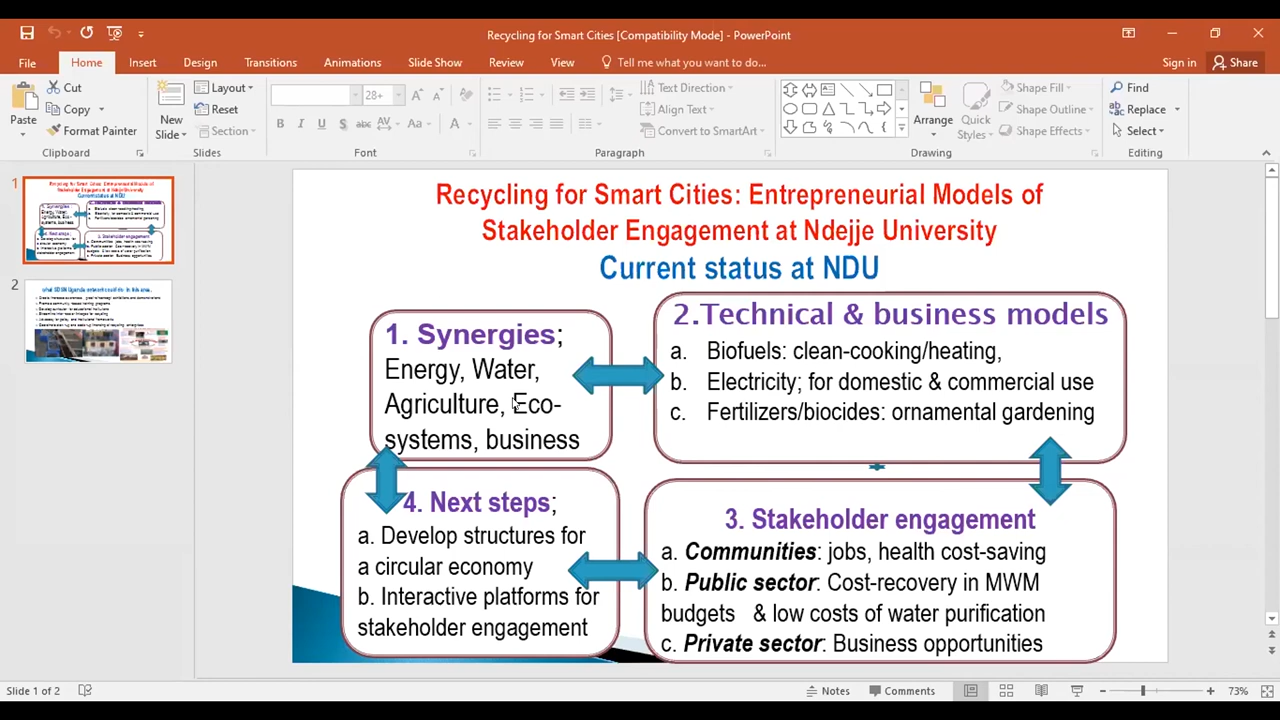 Recycling for Smart Cities [Compatibility Mode] - PowerPoint
File Home Insert Design Transitions Animations Slide Show Review View Tell me what you want to do... Sign in Share
Paste
Cut
Copy
Format Painter
Clipboard
New Slide
Layout
Reset
Section
Slides
28+
B I U S abc AV Aa A
Font
Text Direction
Align Text
Convert to SmartArt
Paragraph
Arrange
Quick Styles
Shape Fill
Shape Outline
Shape Effects
Drawing
Find
Replace
Select
Editing
1
2
Recycling for Smart Cities: Entrepreneurial Models of
Stakeholder Engagement at Ndejje University
Current status at NDU
1. Synergies;
Energy, Water,
Agriculture, Eco-
systems, business
2.Technical & business models
a. Biofuels: clean-cooking/heating,
b. Electricity; for domestic & commercial use
c. Fertilizers/biocides: ornamental gardening
4. Next steps;
a. Develop structures for
a circular economy
b. Interactive platforms for
stakeholder engagement
3. Stakeholder engagement
a. Communities: jobs, health cost-saving
b. Public sector: Cost-recovery in MWM
budgets & low costs of water purification
c. Private sector: Business opportunities
Slide 1 of 2 Notes Comments 73%